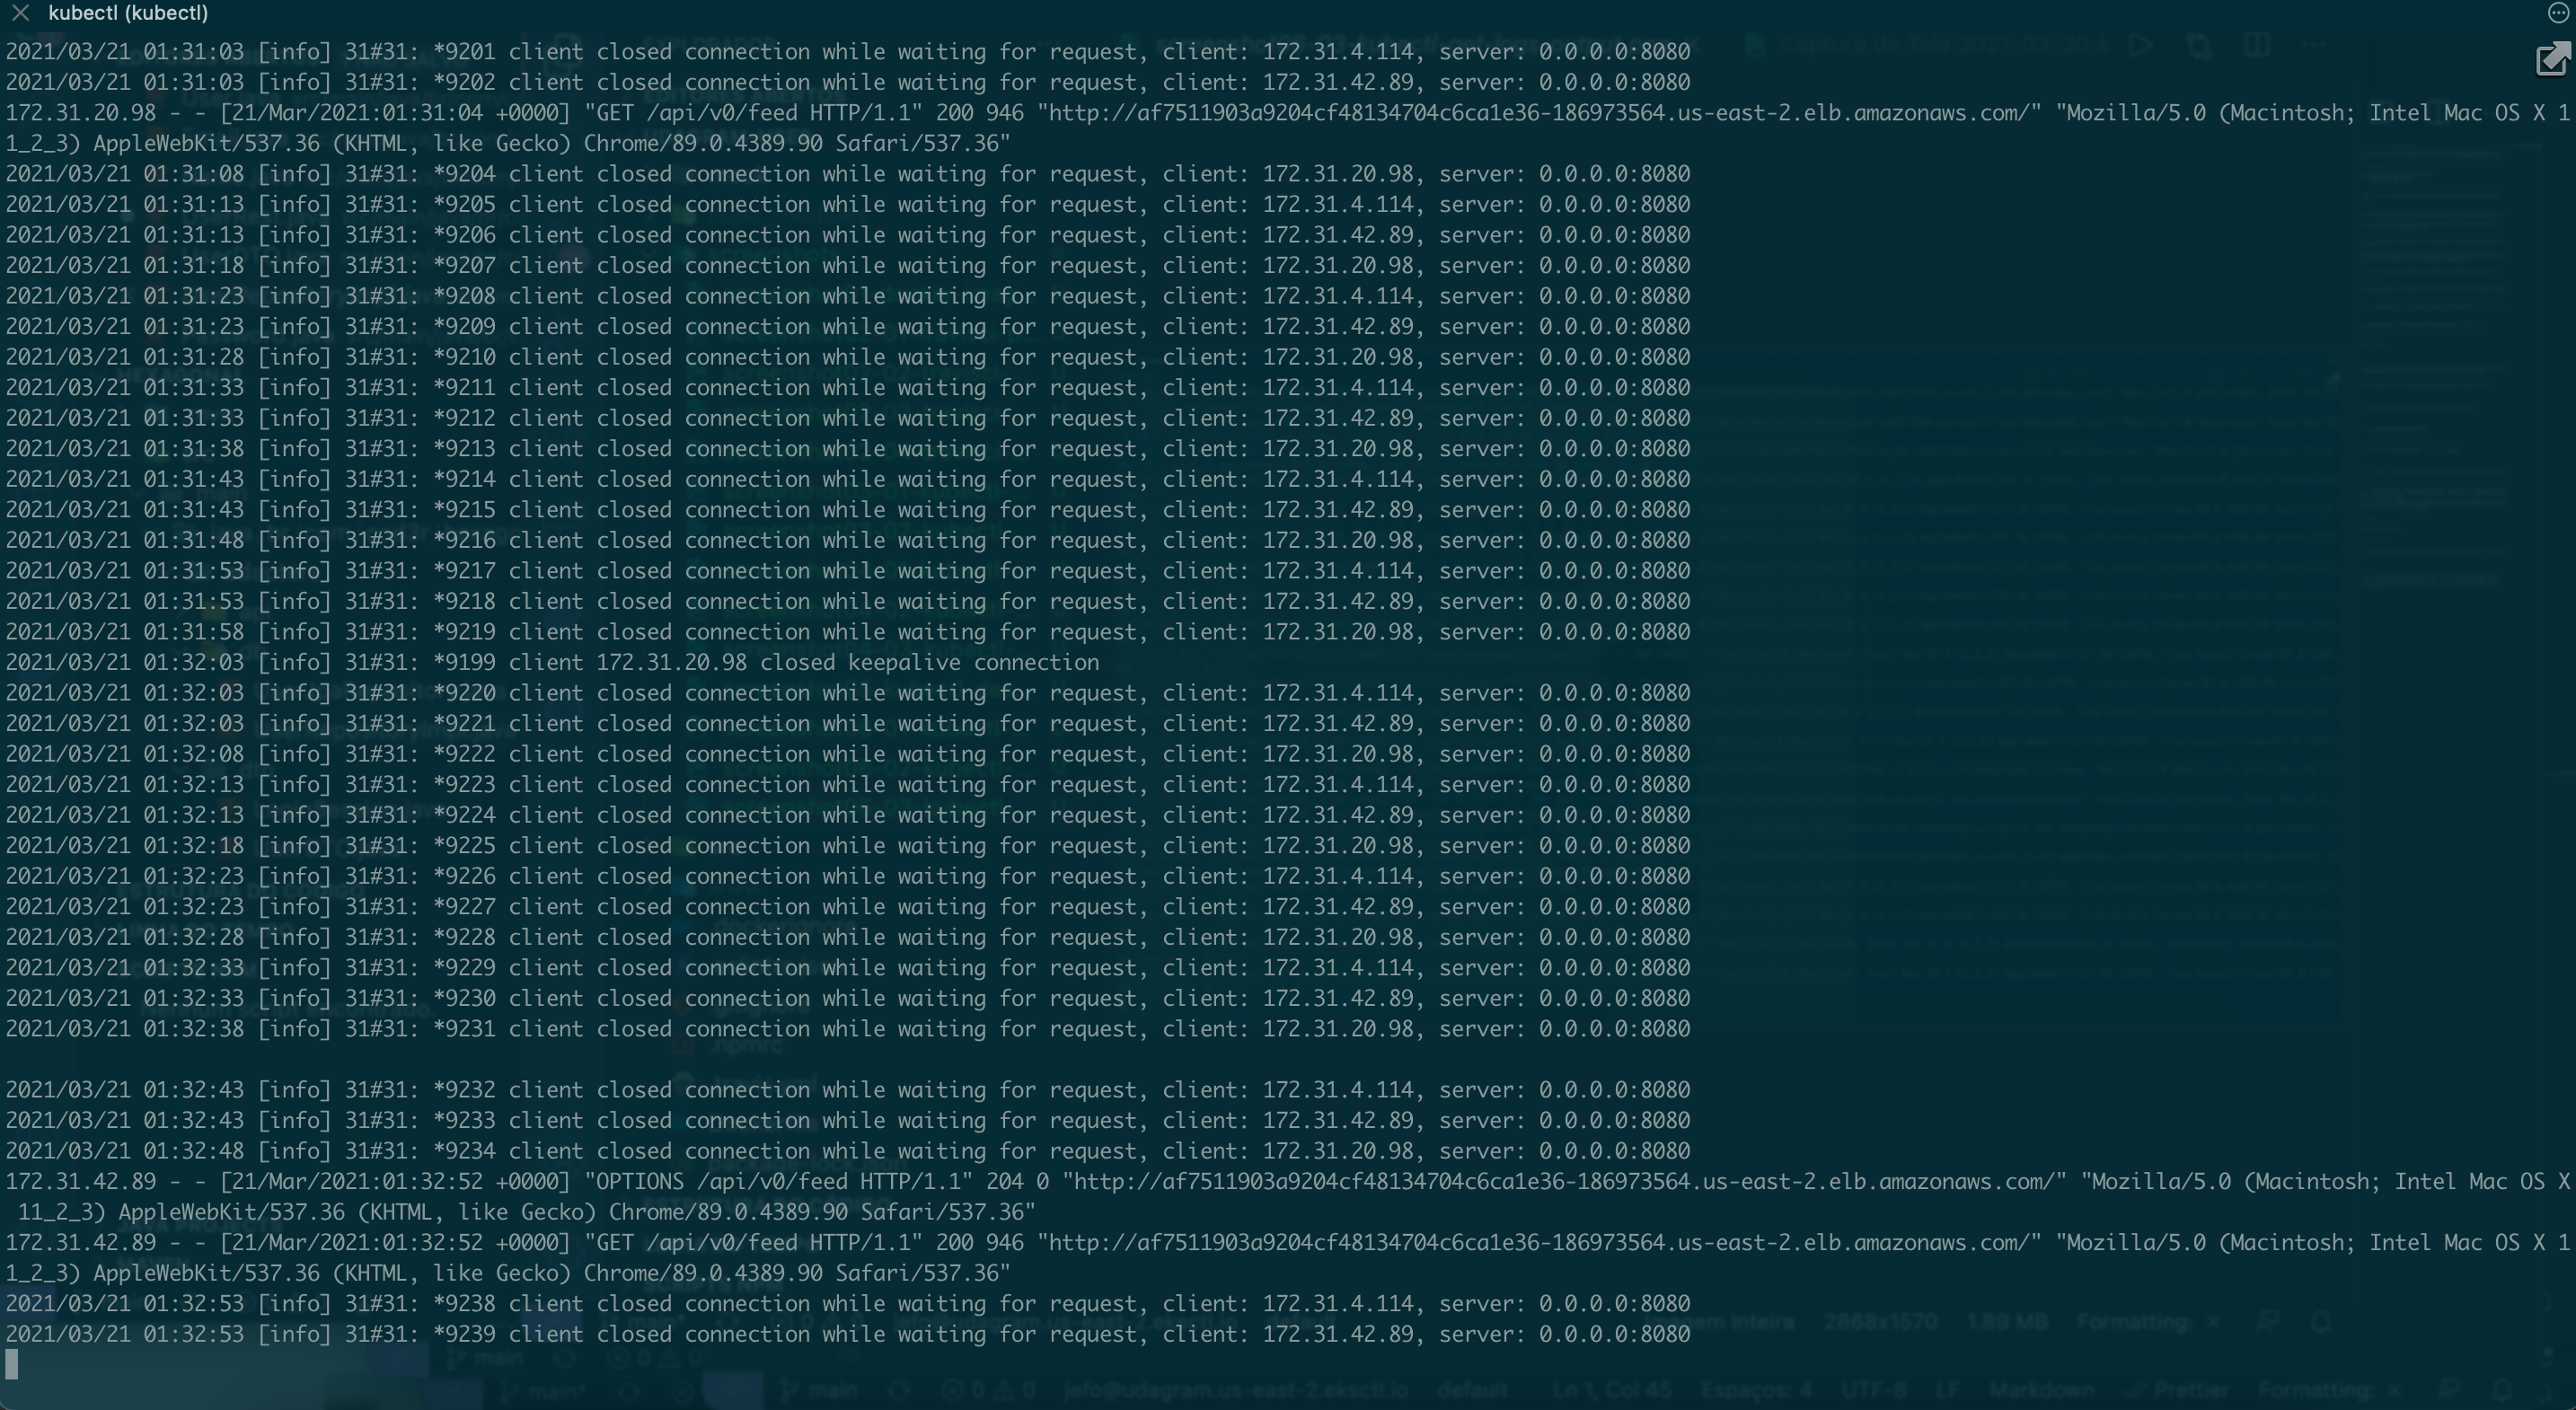 kubectl (kubectl)
2021/03/21 01:31:03 [info] 31#31: *9201 client closed connection while waiting for request, client: 172.31.4.114, server: 0.0.0.0:8080
2021/03/21 01:31:03 [info] 31#31: *9202 client closed connection while waiting for request, client: 172.31.42.89, server: 0.0.0.0:8080
172.31.20.98 - - [21/Mar/2021:01:31:04 +0000] "GET /api/v0/feed HTTP/1.1" 200 946 "http://af7511903a9204cf48134704c6ca1e36-186973564.us-east-2.elb.amazonaws.com/" "Mozilla/5.0 (Macintosh; Intel Mac OS X 1
1_2_3) AppleWebKit/537.36 (KHTML, like Gecko) Chrome/89.0.4389.90 Safari/537.36"
2021/03/21 01:31:08 [info] 31#31: *9204 client closed connection while waiting for request, client: 172.31.20.98, server: 0.0.0.0:8080
2021/03/21 01:31:13 [info] 31#31: *9205 client closed connection while waiting for request, client: 172.31.4.114, server: 0.0.0.0:8080
2021/03/21 01:31:13 [info] 31#31: *9206 client closed connection while waiting for request, client: 172.31.42.89, server: 0.0.0.0:8080
2021/03/21 01:31:18 [info] 31#31: *9207 client closed connection while waiting for request, client: 172.31.20.98, server: 0.0.0.0:8080
2021/03/21 01:31:23 [info] 31#31: *9208 client closed connection while waiting for request, client: 172.31.4.114, server: 0.0.0.0:8080
2021/03/21 01:31:23 [info] 31#31: *9209 client closed connection while waiting for request, client: 172.31.42.89, server: 0.0.0.0:8080
2021/03/21 01:31:28 [info] 31#31: *9210 client closed connection while waiting for request, client: 172.31.20.98, server: 0.0.0.0:8080
2021/03/21 01:31:33 [info] 31#31: *9211 client closed connection while waiting for request, client: 172.31.4.114, server: 0.0.0.0:8080
2021/03/21 01:31:33 [info] 31#31: *9212 client closed connection while waiting for request, client: 172.31.42.89, server: 0.0.0.0:8080
2021/03/21 01:31:38 [info] 31#31: *9213 client closed connection while waiting for request, client: 172.31.20.98, server: 0.0.0.0:8080
2021/03/21 01:31:43 [info] 31#31: *9214 client closed connection while waiting for request, client: 172.31.4.114, server: 0.0.0.0:8080
2021/03/21 01:31:43 [info] 31#31: *9215 client closed connection while waiting for request, client: 172.31.42.89, server: 0.0.0.0:8080
2021/03/21 01:31:48 [info] 31#31: *9216 client closed connection while waiting for request, client: 172.31.20.98, server: 0.0.0.0:8080
2021/03/21 01:31:53 [info] 31#31: *9217 client closed connection while waiting for request, client: 172.31.4.114, server: 0.0.0.0:8080
2021/03/21 01:31:53 [info] 31#31: *9218 client closed connection while waiting for request, client: 172.31.42.89, server: 0.0.0.0:8080
2021/03/21 01:31:58 [info] 31#31: *9219 client closed connection while waiting for request, client: 172.31.20.98, server: 0.0.0.0:8080
2021/03/21 01:32:03 [info] 31#31: *9199 client 172.31.20.98 closed keepalive connection
2021/03/21 01:32:03 [info] 31#31: *9220 client closed connection while waiting for request, client: 172.31.4.114, server: 0.0.0.0:8080
2021/03/21 01:32:03 [info] 31#31: *9221 client closed connection while waiting for request, client: 172.31.42.89, server: 0.0.0.0:8080
2021/03/21 01:32:08 [info] 31#31: *9222 client closed connection while waiting for request, client: 172.31.20.98, server: 0.0.0.0:8080
2021/03/21 01:32:13 [info] 31#31: *9223 client closed connection while waiting for request, client: 172.31.4.114, server: 0.0.0.0:8080
2021/03/21 01:32:13 [info] 31#31: *9224 client closed connection while waiting for request, client: 172.31.42.89, server: 0.0.0.0:8080
2021/03/21 01:32:18 [info] 31#31: *9225 client closed connection while waiting for request, client: 172.31.20.98, server: 0.0.0.0:8080
2021/03/21 01:32:23 [info] 31#31: *9226 client closed connection while waiting for request, client: 172.31.4.114, server: 0.0.0.0:8080
2021/03/21 01:32:23 [info] 31#31: *9227 client closed connection while waiting for request, client: 172.31.42.89, server: 0.0.0.0:8080
2021/03/21 01:32:28 [info] 31#31: *9228 client closed connection while waiting for request, client: 172.31.20.98, server: 0.0.0.0:8080
2021/03/21 01:32:33 [info] 31#31: *9229 client closed connection while waiting for request, client: 172.31.4.114, server: 0.0.0.0:8080
2021/03/21 01:32:33 [info] 31#31: *9230 client closed connection while waiting for request, client: 172.31.42.89, server: 0.0.0.0:8080
2021/03/21 01:32:38 [info] 31#31: *9231 client closed connection while waiting for request, client: 172.31.20.98, server: 0.0.0.0:8080
2021/03/21 01:32:43 [info] 31#31: *9232 client closed connection while waiting for request, client: 172.31.4.114, server: 0.0.0.0:8080
2021/03/21 01:32:43 [info] 31#31: *9233 client closed connection while waiting for request, client: 172.31.42.89, server: 0.0.0.0:8080
2021/03/21 01:32:48 [info] 31#31: *9234 client closed connection while waiting for request, client: 172.31.20.98, server: 0.0.0.0:8080
172.31.42.89 - - [21/Mar/2021:01:32:52 +0000] "OPTIONS /api/v0/feed HTTP/1.1" 204 0 "http://af7511903a9204cf48134704c6ca1e36-186973564.us-east-2.elb.amazonaws.com/" "Mozilla/5.0 (Macintosh; Intel Mac OS X
11_2_3) AppleWebKit/537.36 (KHTML, like Gecko) Chrome/89.0.4389.90 Safari/537.36"
172.31.42.89 - - [21/Mar/2021:01:32:52 +0000] "GET /api/v0/feed HTTP/1.1" 200 946 "http://af7511903a9204cf48134704c6ca1e36-186973564.us-east-2.elb.amazonaws.com/" "Mozilla/5.0 (Macintosh; Intel Mac OS X 1
1_2_3) AppleWebKit/537.36 (KHTML, like Gecko) Chrome/89.0.4389.90 Safari/537.36"
2021/03/21 01:32:53 [info] 31#31: *9238 client closed connection while waiting for request, client: 172.31.4.114, server: 0.0.0.0:8080
2021/03/21 01:32:53 [info] 31#31: *9239 client closed connection while waiting for request, client: 172.31.42.89, server: 0.0.0.0:8080
main
main* main 0 0 jefo@udagram.us-east-2.eksctl.io default Ln 1, Col 45 Espaços: 4 UTF-8 LF Markdown Prettier Formatting: